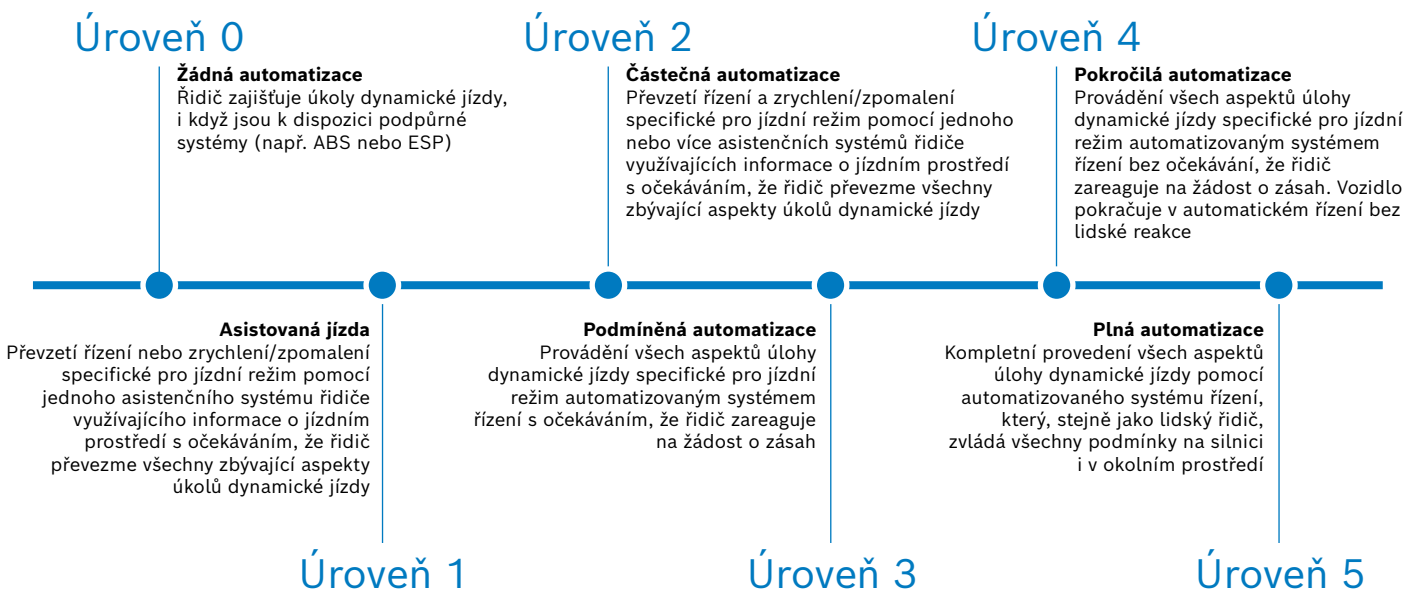 Úroveň 0
Žádná automatizace
Řidič zajišťuje úkoly dynamické jízdy,
i když jsou k dispozici podpůrné
systémy (např. ABS nebo ESP)
Asistovaná jízda
Převzetí řízení nebo zrychlení/zpomalení
specifické pro jízdní režim pomocí
jednoho asistenčního systému řidiče
využívajícího informace o jízdním
prostředí s očekáváním, že řidič
převezme všechny zbývající aspekty
úkolů dynamické jízdy
Úroveň 1
Úroveň 2
Částečná automatizace
Převzetí řízení a zrychlení/zpomalení
specifické pro jízdní režim pomocí jednoho
nebo více asistenčních systémů řidiče
využívajících informace o jízdním prostředí
s očekáváním, že řidič převezme všechny
zbývající aspekty úkolů dynamické jízdy
Podmíněná automatizace
Provádění všech aspektů úlohy
dynamické jízdy specifické pro jízdní
režim automatizovaným systémem
řízení s očekáváním, že řidič zareaguje
na žádost o zásah
Úroveň 3
Úroveň 4
Pokročilá automatizace
Provádění všech aspektů úlohy
dynamické jízdy specifické pro jízdní
režim automatizovaným systémem
řízení bez očekávání, že řidič
zareaguje na žádost o zásah. Vozidlo
pokračuje v automatickém řízení bez
lidské reakce
Plná automatizace
Kompletní provedení všech aspektů
úlohy dynamické jízdy pomocí
automatizovaného systému řízení,
který, stejně jako lidský řidič,
zvládá všechny podmínky na silnici
i v okolním prostředí
Úroveň 5